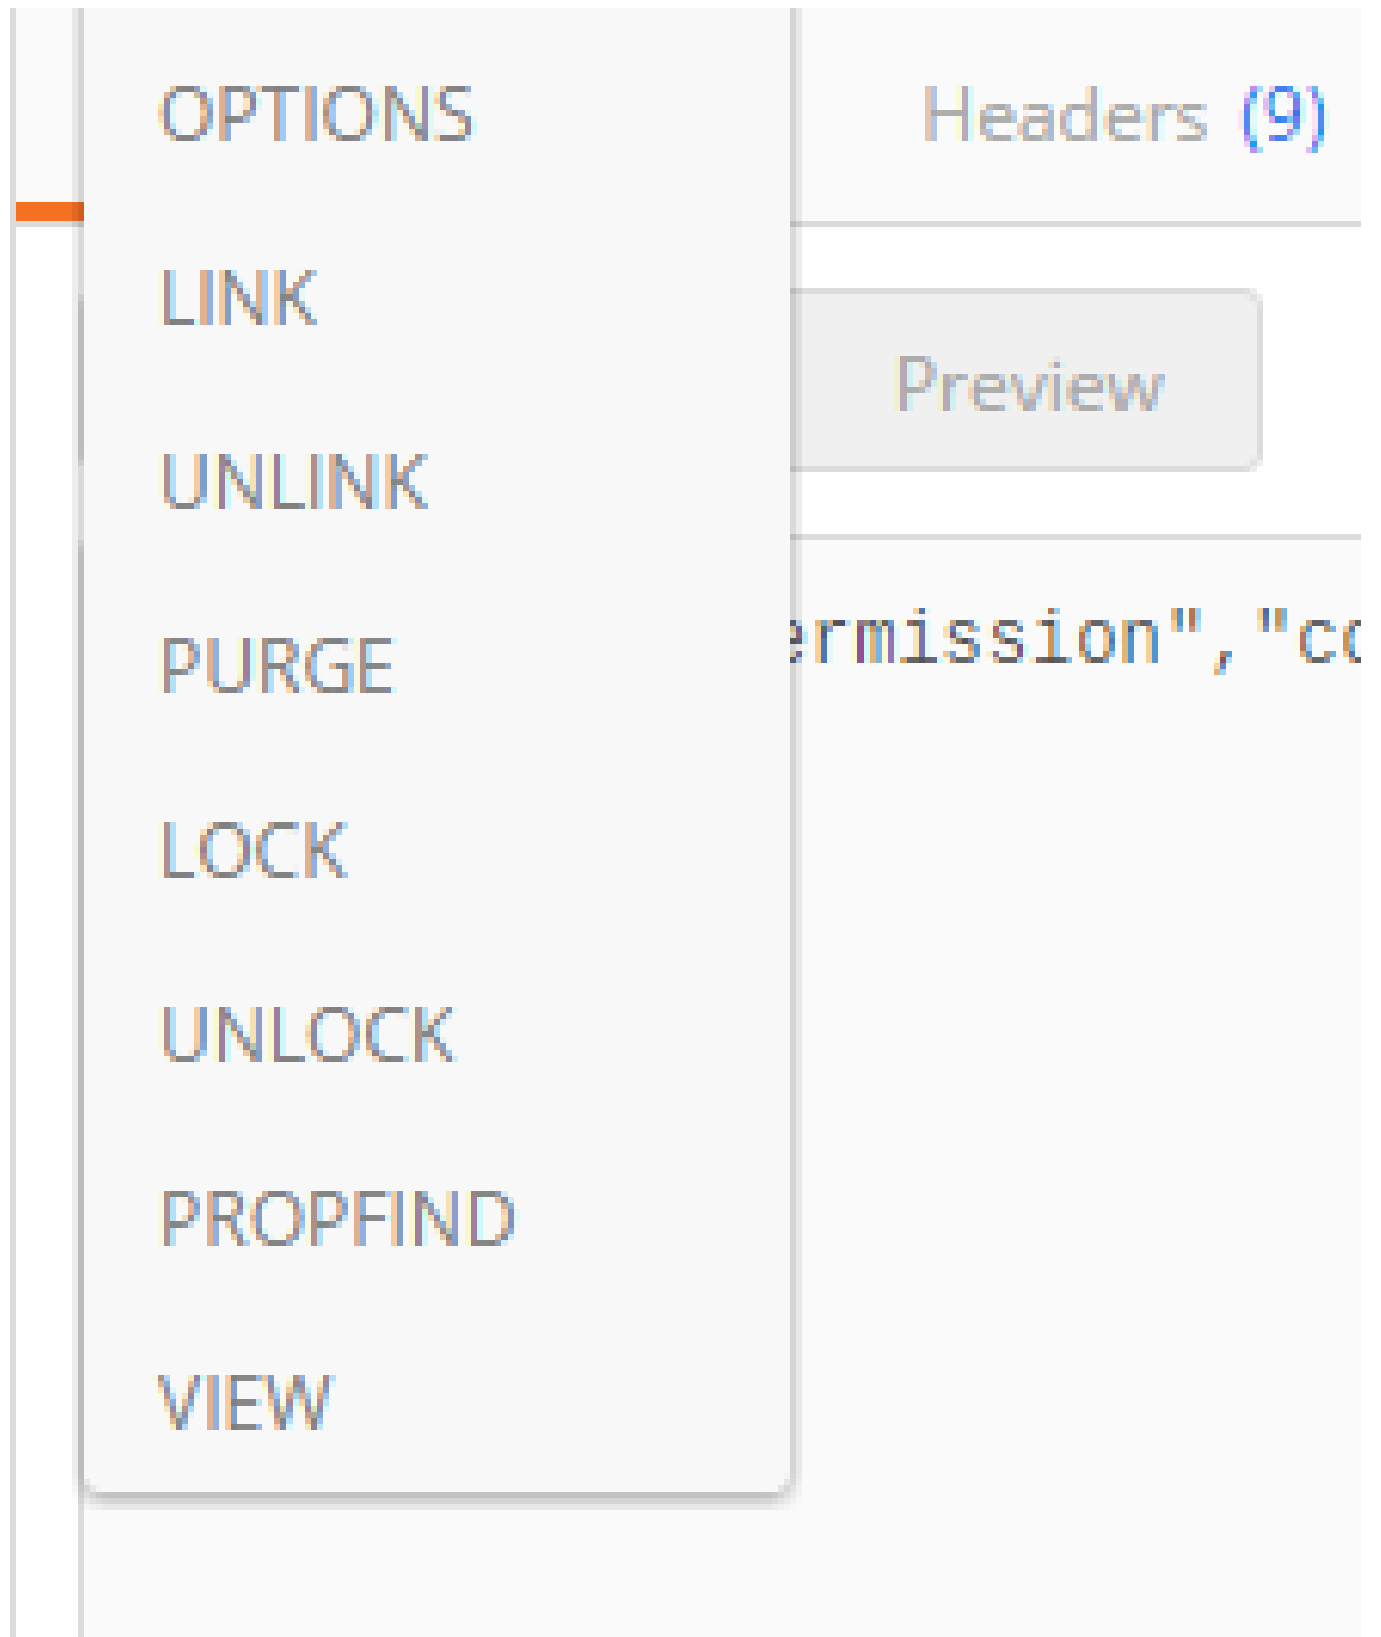 OPTIONS
Headers (9)
LINK
Preview
UNLINK
ermission","co
PURGE
LOCK
UNLOCK
PROPFIND
VIEW